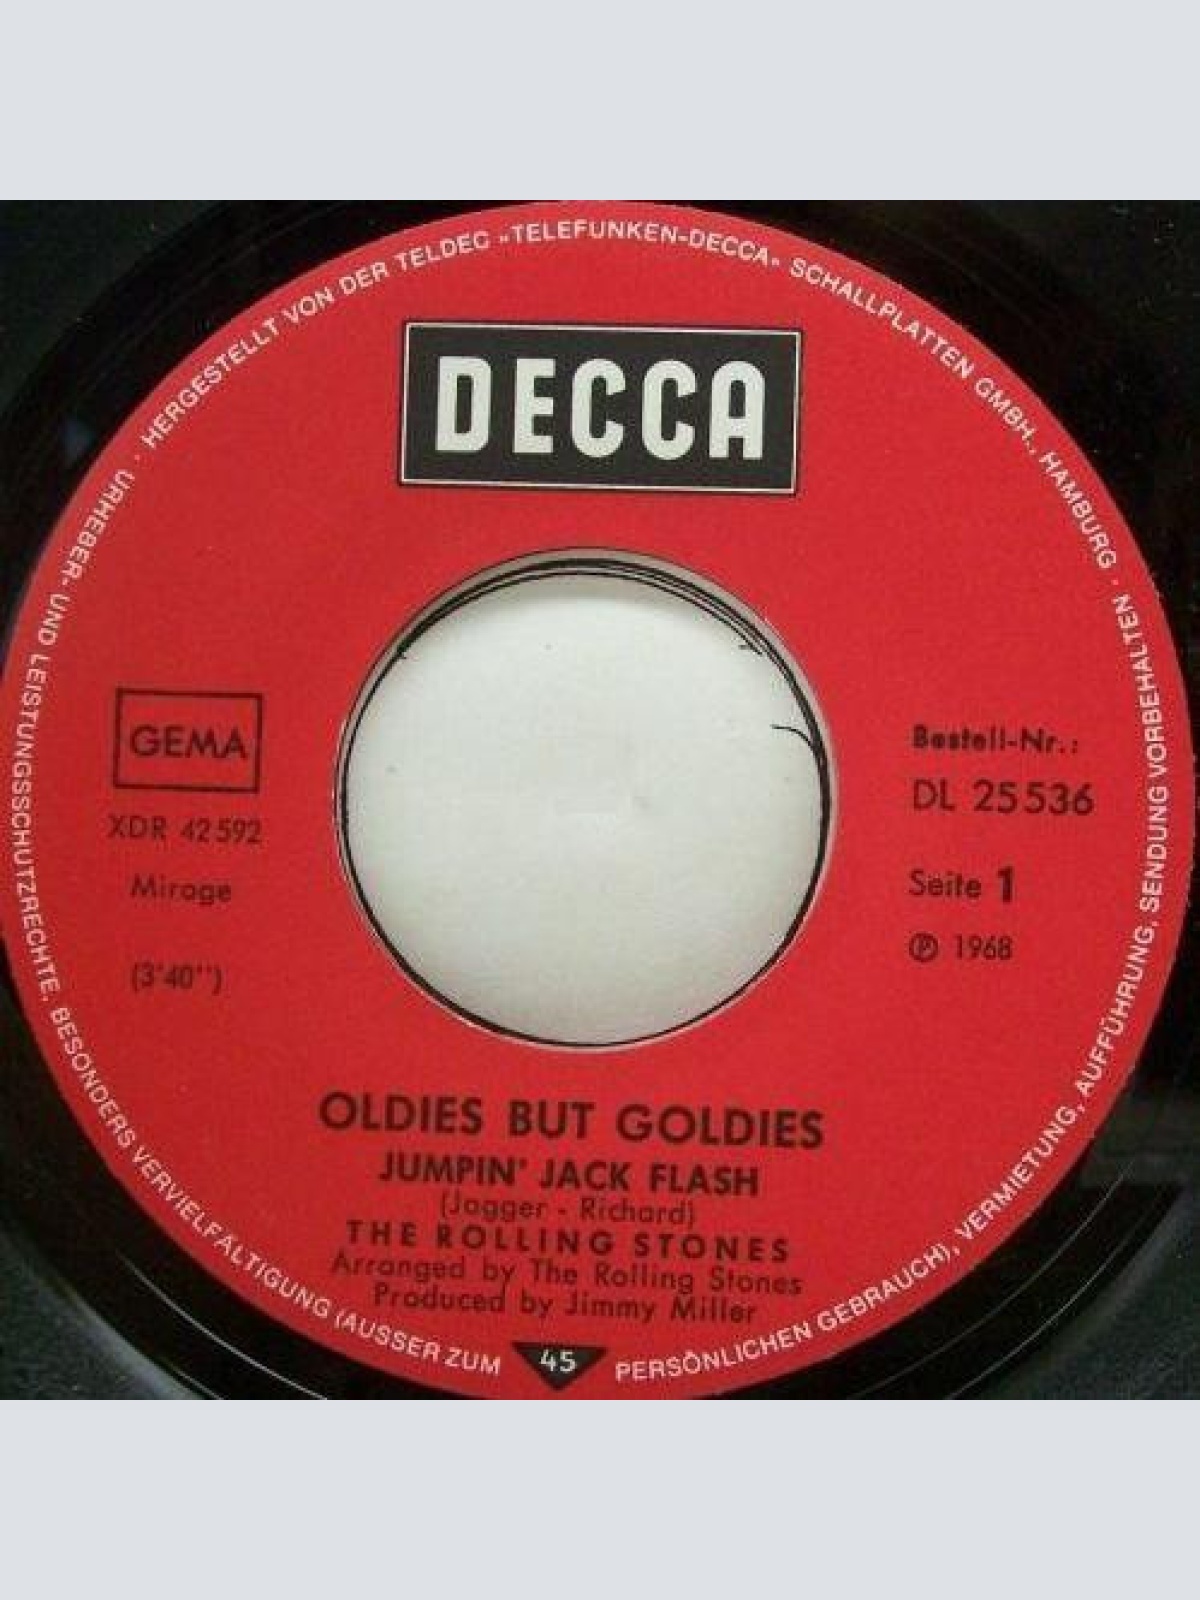 HERGESTELLT VON DER TELDEC »TELEFUNKEN-DECCA« SCHALLPLATTEN GMBH., HAMBURG · URHEBER- UND LEISTUNGSSCHUTZRECHTE, BESONDERS VERVIELFÄLTIGUNG (AUSSER ZUM PERSÖNLICHEN GEBRAUCH), VERMIETUNG, AUFFÜHRUNG, SENDUNG VORBEHALTEN ·
DECCA
GEMA
XDR 42592
Mirage
(3'40'')
Bestell-Nr.:
DL 25536
Seite 1
℗ 1968
OLDIES BUT GOLDIES
JUMPIN' JACK FLASH
(Jagger - Richard)
THE ROLLING STONES
Arranged by The Rolling Stones
Produced by Jimmy Miller
45